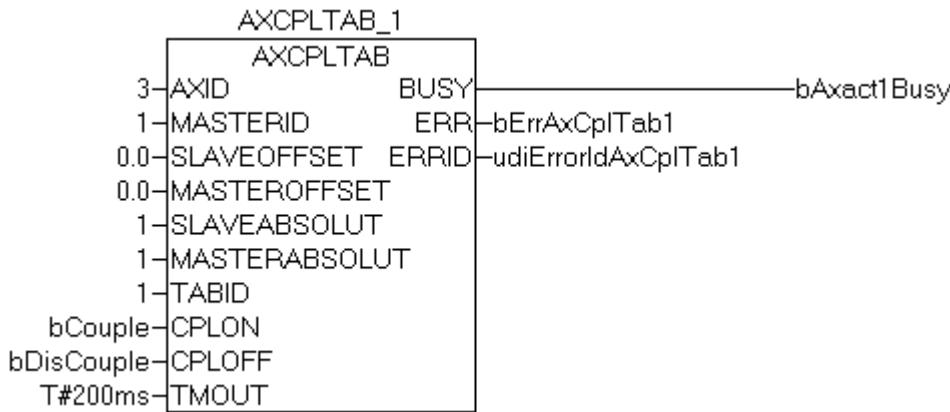 AXCPLTAB_1
AXCPLTAB
3 AXID BUSY bAxact1Busy
1 MASTERID ERR bErrAxCplTab1
0.0 SLAVEOFFSET ERRID udiErrorIdAxCplTab1
0.0 MASTEROFFSET
1 SLAVEABSOLUT
1 MASTERABSOLUT
1 TABID
bCouple CPLON
bDisCouple CPLOFF
T#200ms TMOUT